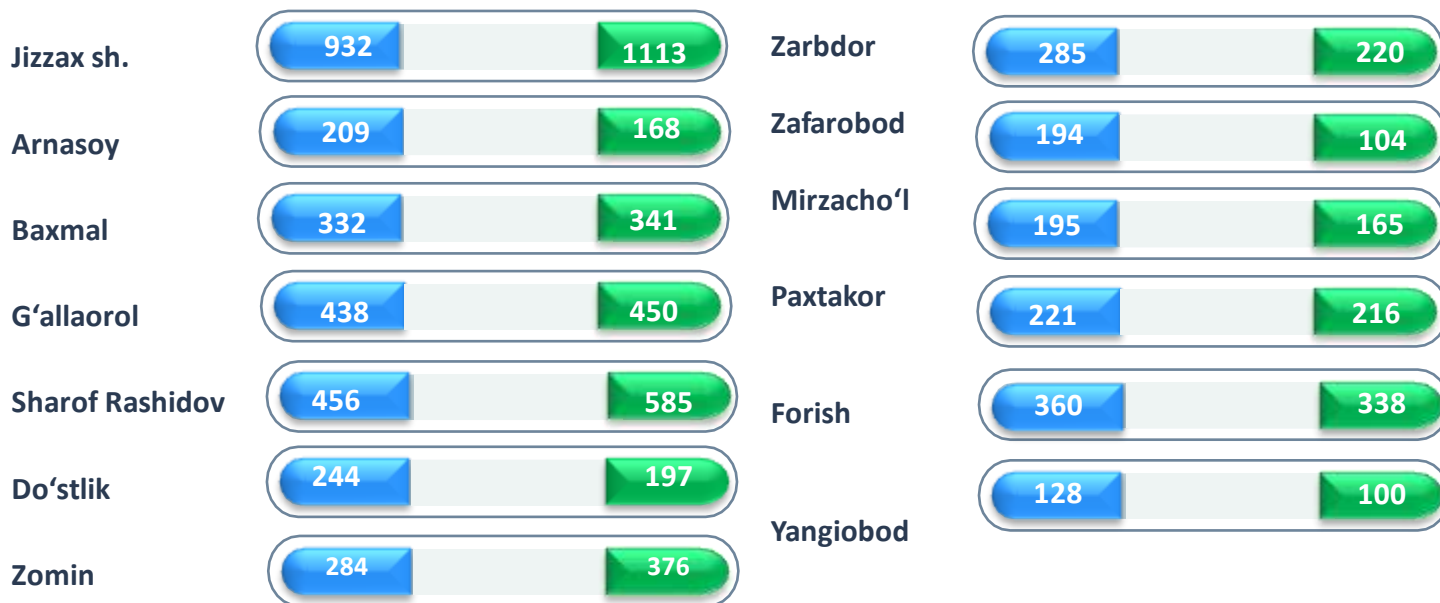 Jizzax sh. 932 1113
Arnasoy 209 168
Baxmal 332 341
G‘allaorol 438 450
Sharof Rashidov 456 585
Do‘stlik 244 197
Zomin 284 376
Zarbdor 285 220
Zafarobod 194 104
Mirzacho‘l 195 165
Paxtakor 221 216
Forish 360 338
Yangiobod 128 100